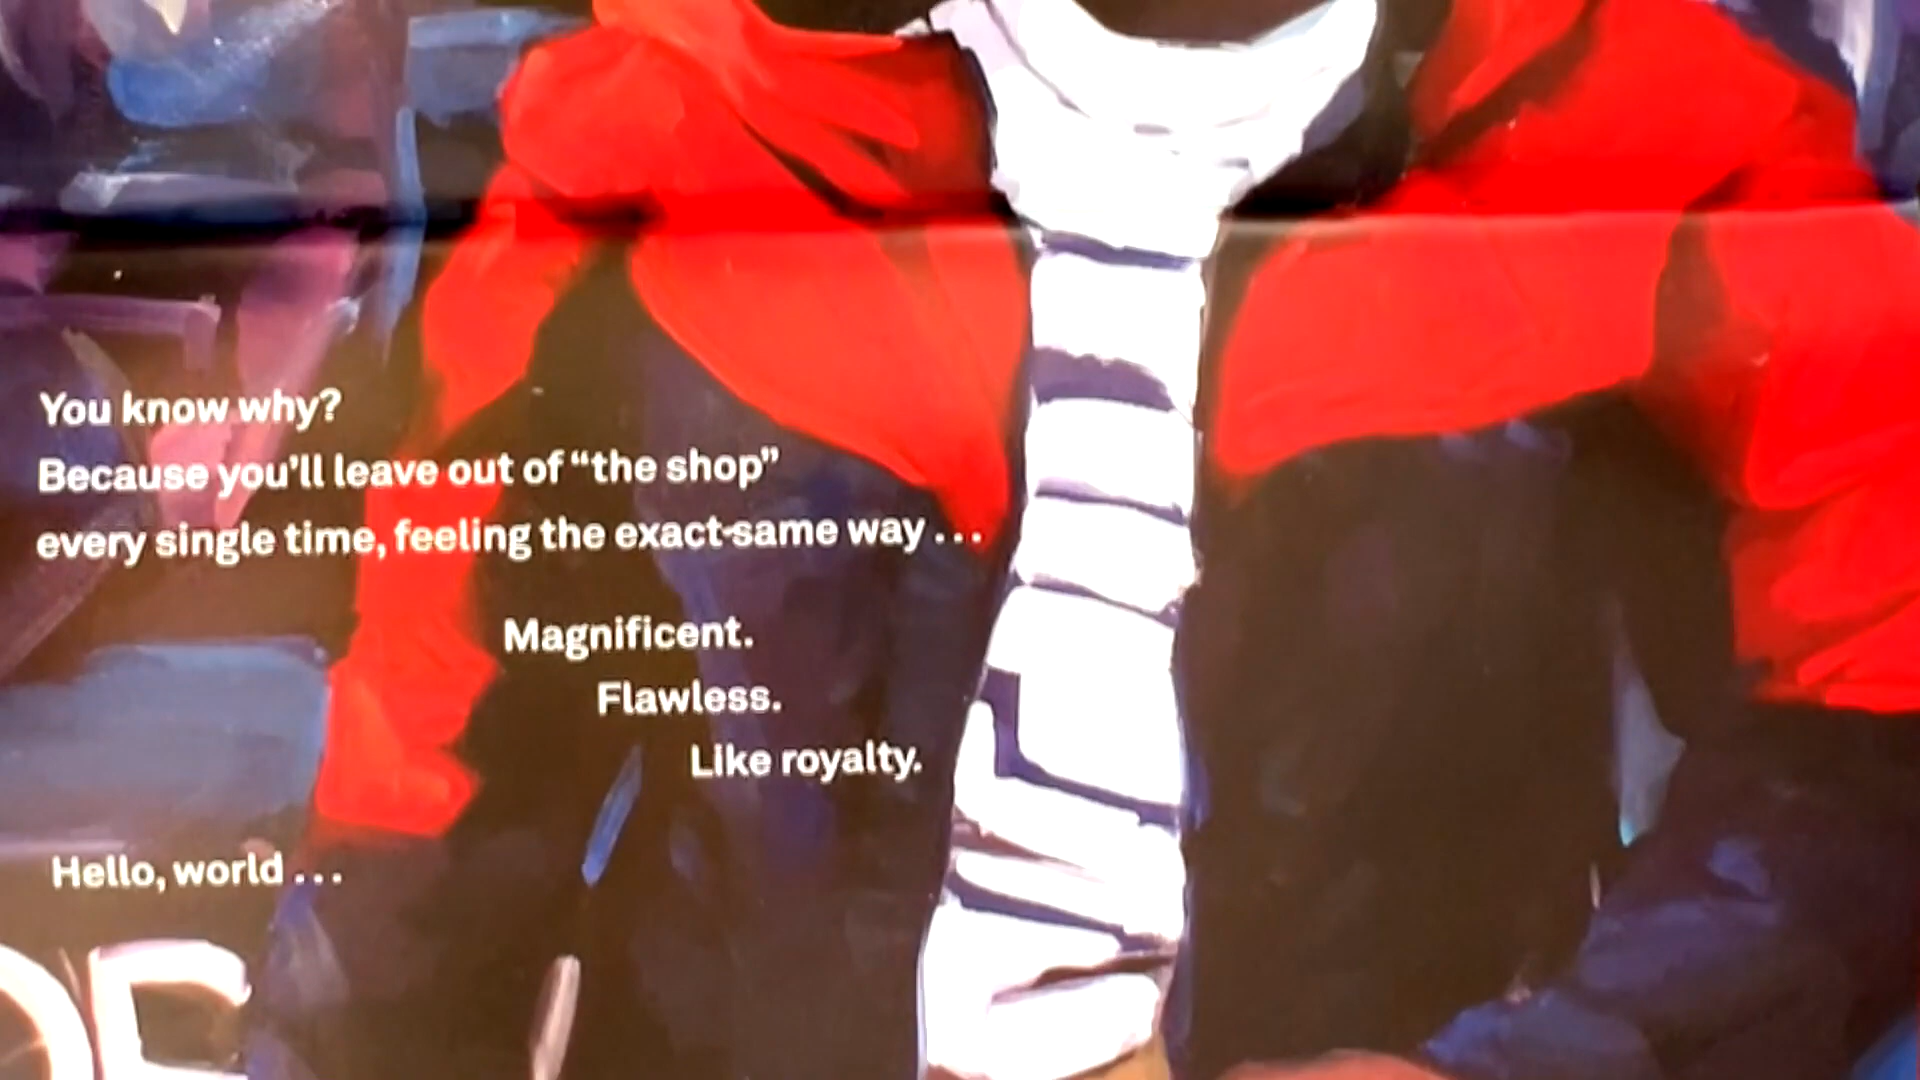 You know why?
Because you'll leave out of “the shop”
every single time, feeling the exact-same way . . .
Magnificent.
Flawless.
Like royalty.
Hello, world . . .